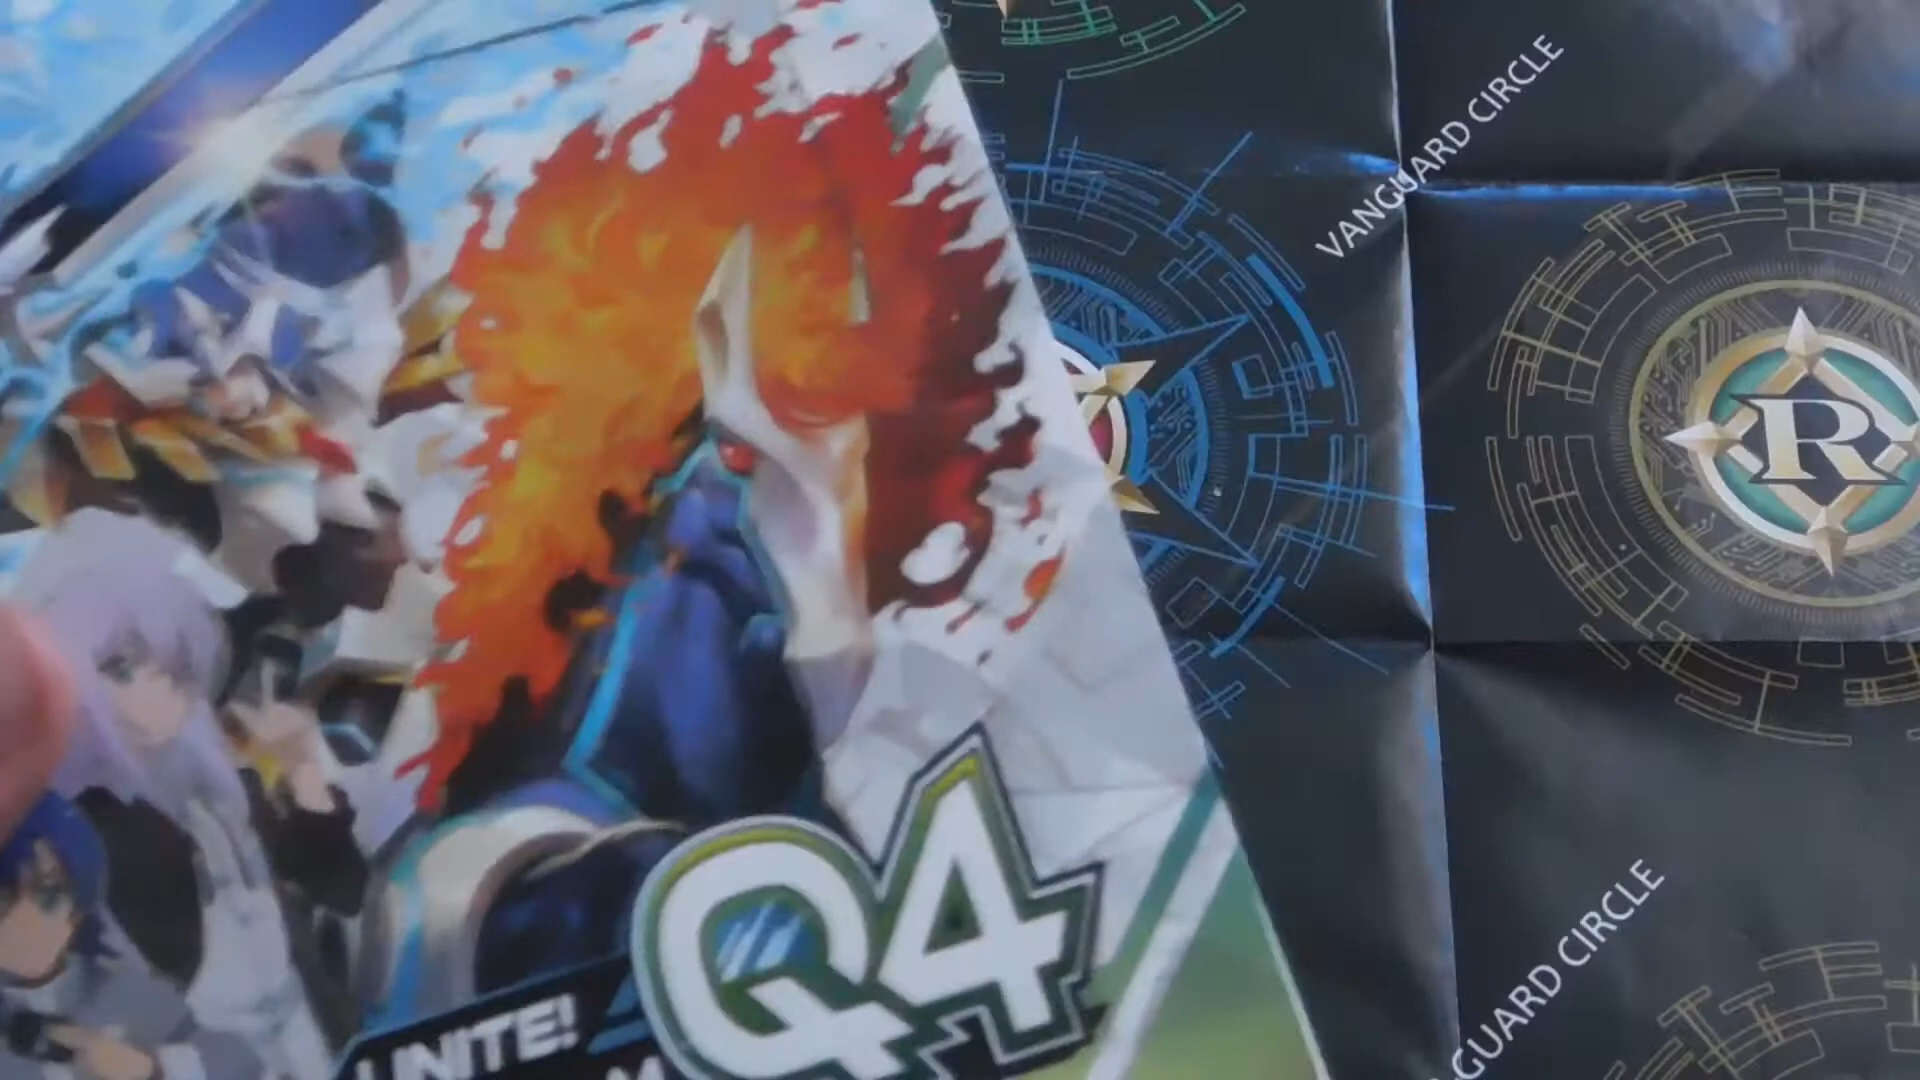 VANGUARD CIRCLE
R
Q4
UNITE!
GUARD CIRCLE